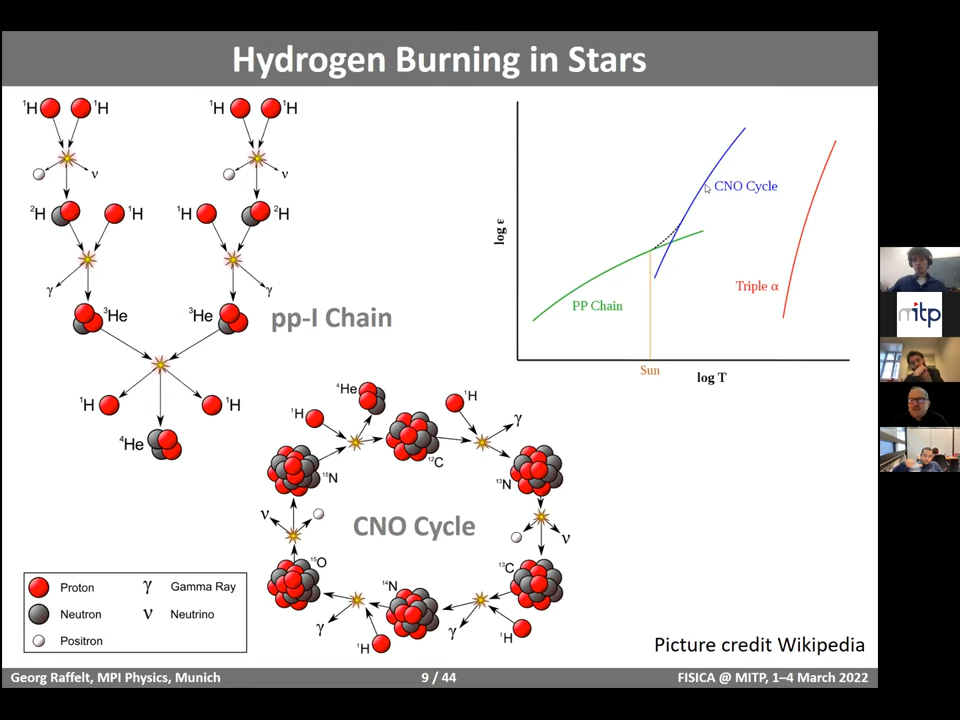 Hydrogen Burning in Stars
¹H ¹H ¹H ¹H
ν ν
²H ¹H ¹H ²H
γ γ
³He ³He
pp-I Chain
¹H ¹H
⁴He
log ε
CNO Cycle
PP Chain
Triple α
Sun
log T
⁴He
¹H ¹H
γ
¹²C
¹⁵N ¹³N
CNO Cycle
ν ν
¹⁵O ¹³C
¹⁴N
γ γ
¹H ¹H
Proton γ Gamma Ray
Neutron ν Neutrino
Positron
Picture credit Wikipedia
Georg Raffelt, MPI Physics, Munich 9 / 44 FISICA @ MITP, 1–4 March 2022
mitp